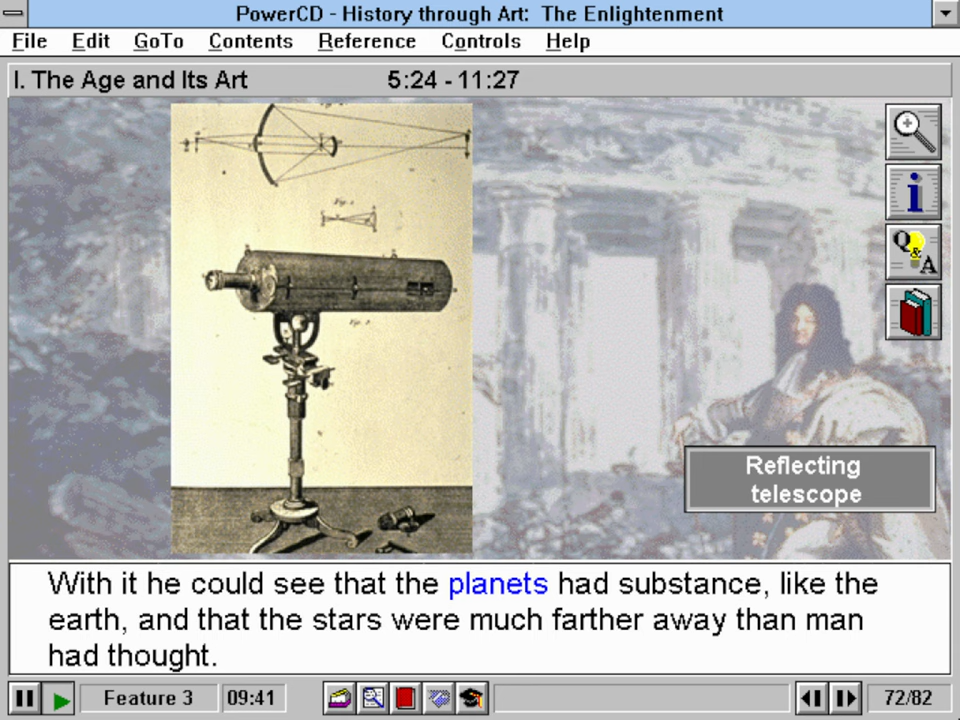 PowerCD - History through Art:  The Enlightenment
File Edit GoTo Contents Reference Controls Help
I. The Age and Its Art 5:24 - 11:27
Q & A
Reflecting
telescope
With it he could see that the planets had substance, like the
earth, and that the stars were much farther away than man
had thought.
Feature 3 09:41 72/82